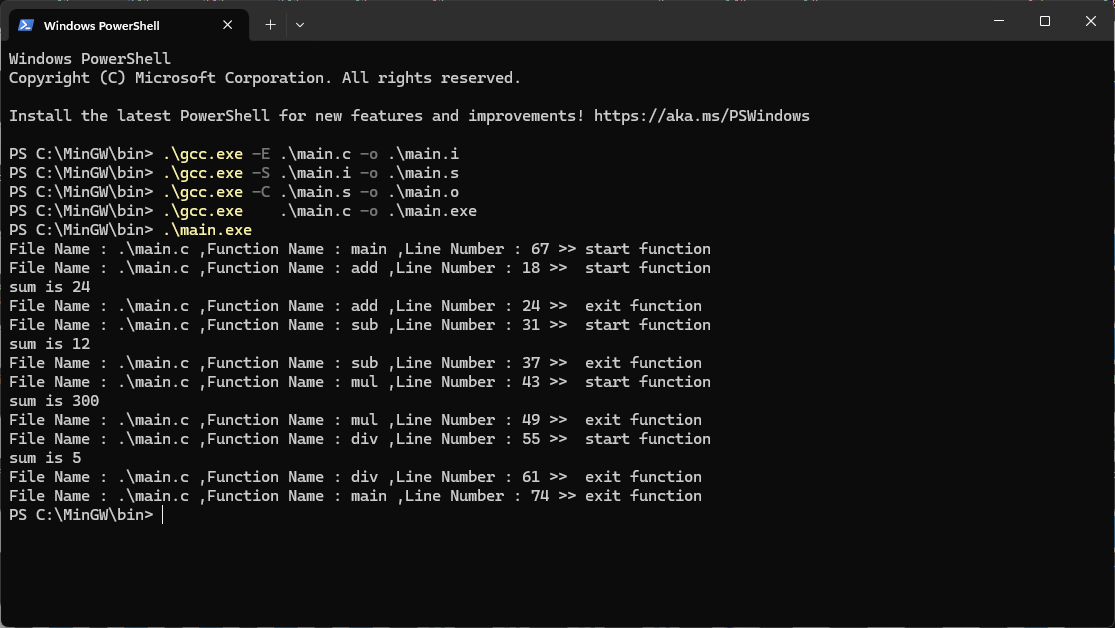 Windows PowerShell
Windows PowerShell
Copyright (C) Microsoft Corporation. All rights reserved.
Install the latest PowerShell for new features and improvements! https://aka.ms/PSWindows
PS C:\MinGW\bin> .\gcc.exe -E .\main.c -o .\main.i
PS C:\MinGW\bin> .\gcc.exe -S .\main.i -o .\main.s
PS C:\MinGW\bin> .\gcc.exe -C .\main.s -o .\main.o
PS C:\MinGW\bin> .\gcc.exe    .\main.c -o .\main.exe
PS C:\MinGW\bin> .\main.exe
File Name : .\main.c ,Function Name : main ,Line Number : 67 >> start function
File Name : .\main.c ,Function Name : add ,Line Number : 18 >>  start function
sum is 24
File Name : .\main.c ,Function Name : add ,Line Number : 24 >>  exit function
File Name : .\main.c ,Function Name : sub ,Line Number : 31 >>  start function
sum is 12
File Name : .\main.c ,Function Name : sub ,Line Number : 37 >>  exit function
File Name : .\main.c ,Function Name : mul ,Line Number : 43 >>  start function
sum is 300
File Name : .\main.c ,Function Name : mul ,Line Number : 49 >>  exit function
File Name : .\main.c ,Function Name : div ,Line Number : 55 >>  start function
sum is 5
File Name : .\main.c ,Function Name : div ,Line Number : 61 >>  exit function
File Name : .\main.c ,Function Name : main ,Line Number : 74 >> exit function
PS C:\MinGW\bin>